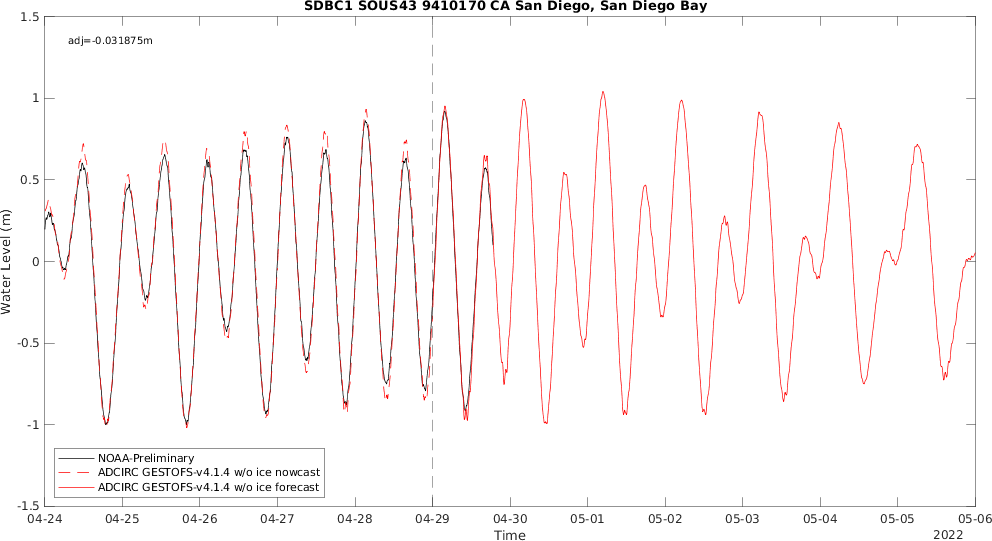 SDBC1 SOUS43 9410170 CA San Diego, San Diego Bay
adj=-0.031875m
1.5
1
0.5
0
-0.5
-1
-1.5
Water Level (m)
NOAA-Preliminary
ADCIRC GESTOFS-v4.1.4 w/o ice nowcast
ADCIRC GESTOFS-v4.1.4 w/o ice forecast
04-24 04-25 04-26 04-27 04-28 04-29 04-30 05-01 05-02 05-03 05-04 05-05 05-06
Time
2022